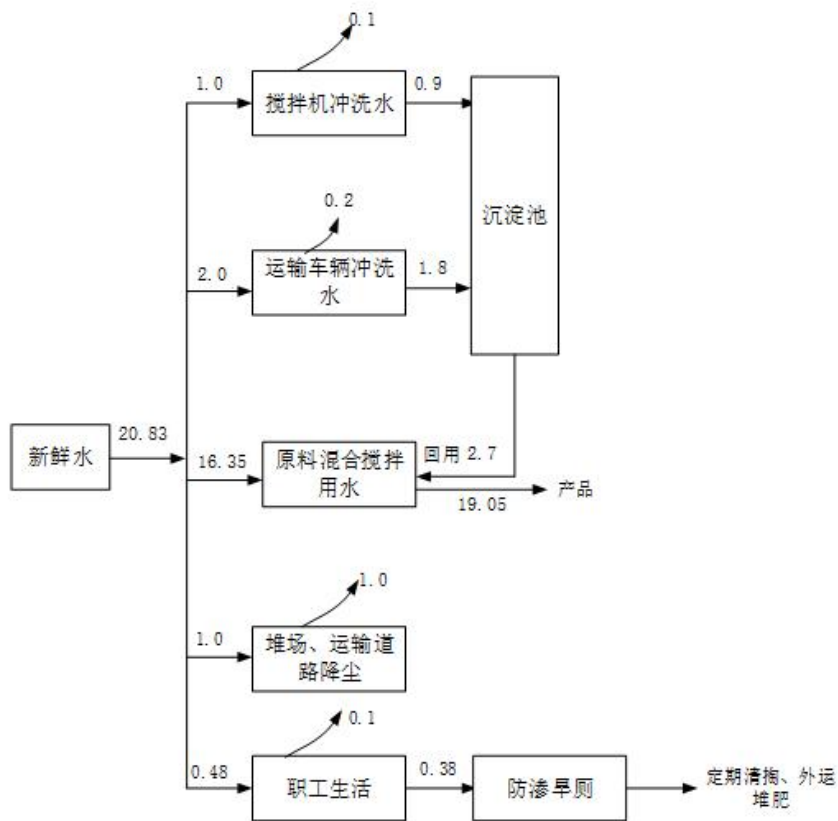 0.1
1.0
搅拌机冲洗水
0.9
沉淀池
0.2
2.0
运输车辆冲洗
水
1.8
新鲜水
20.83
16.35
原料混合搅拌
用水
回用 2.7
19.05
产品
1.0
1.0
堆场、运输道
路降尘
0.1
0.48
职工生活
0.38
防渗旱厕
定期清掏、外运
堆肥